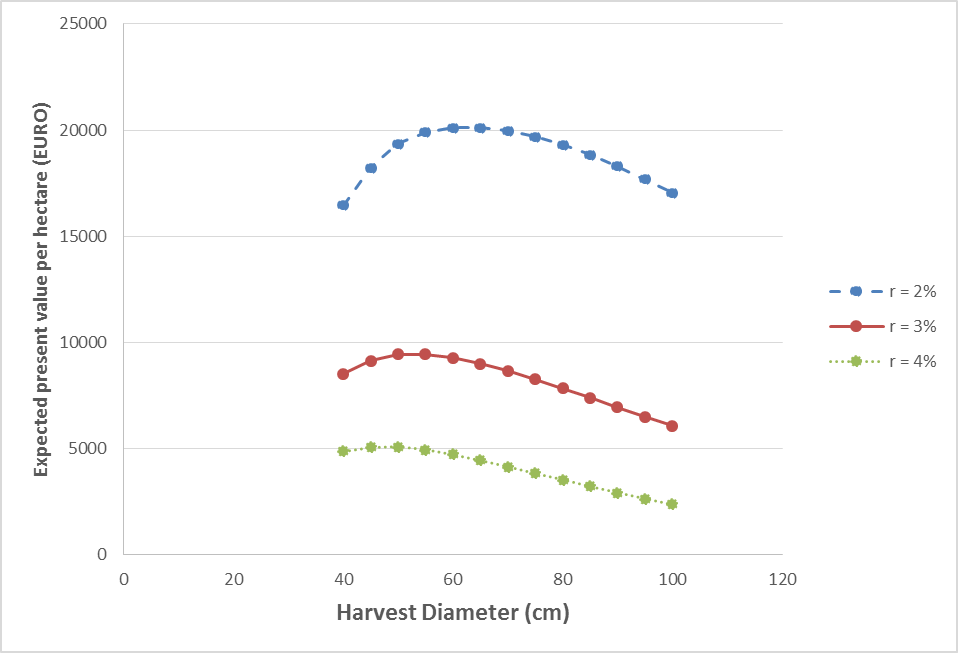 25000
20000
15000
10000
5000
0
Expected present value per hectare (EURO)
0 20 40 60 80 100 120
Harvest Diameter (cm)
r = 2%
r = 3%
r = 4%